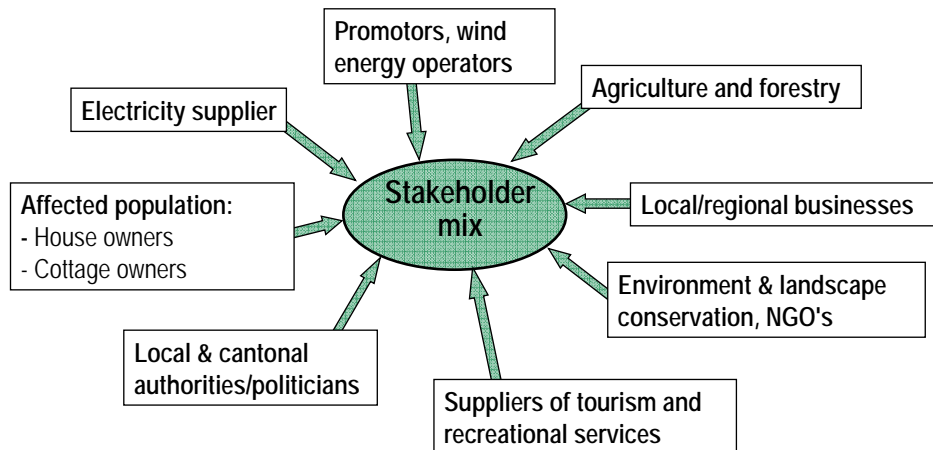 Promotors, wind
energy operators
Agriculture and forestry
Electricity supplier
Stakeholder
mix
Affected population:
- House owners
- Cottage owners
Local/regional businesses
Environment & landscape
conservation, NGO's
Local & cantonal
authorities/politicians
Suppliers of tourism and
recreational services